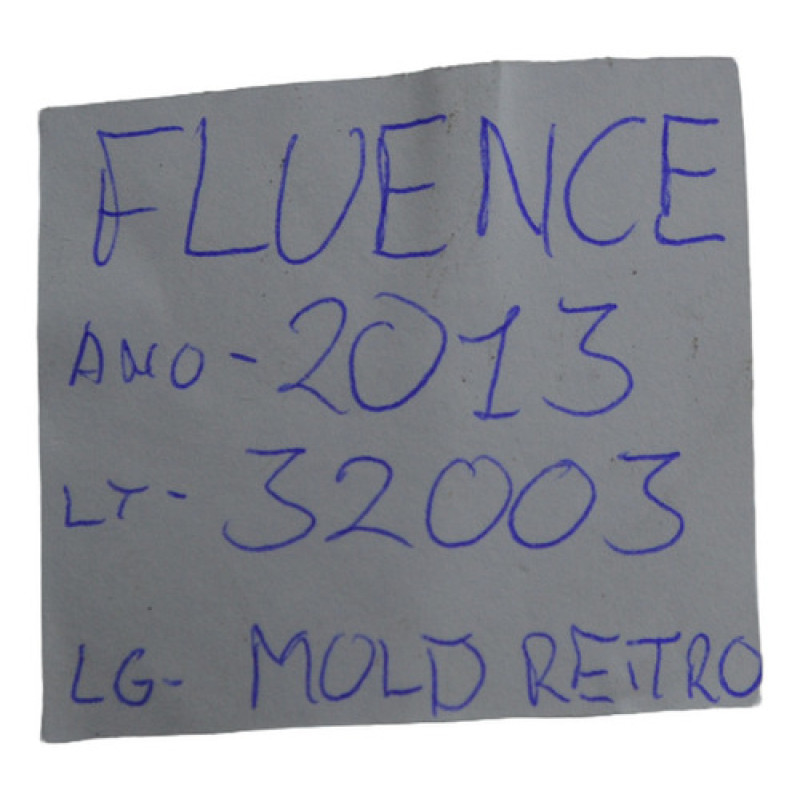 FLUENCE
ANO-2013
LT-32003
LG- MOLD REITRO